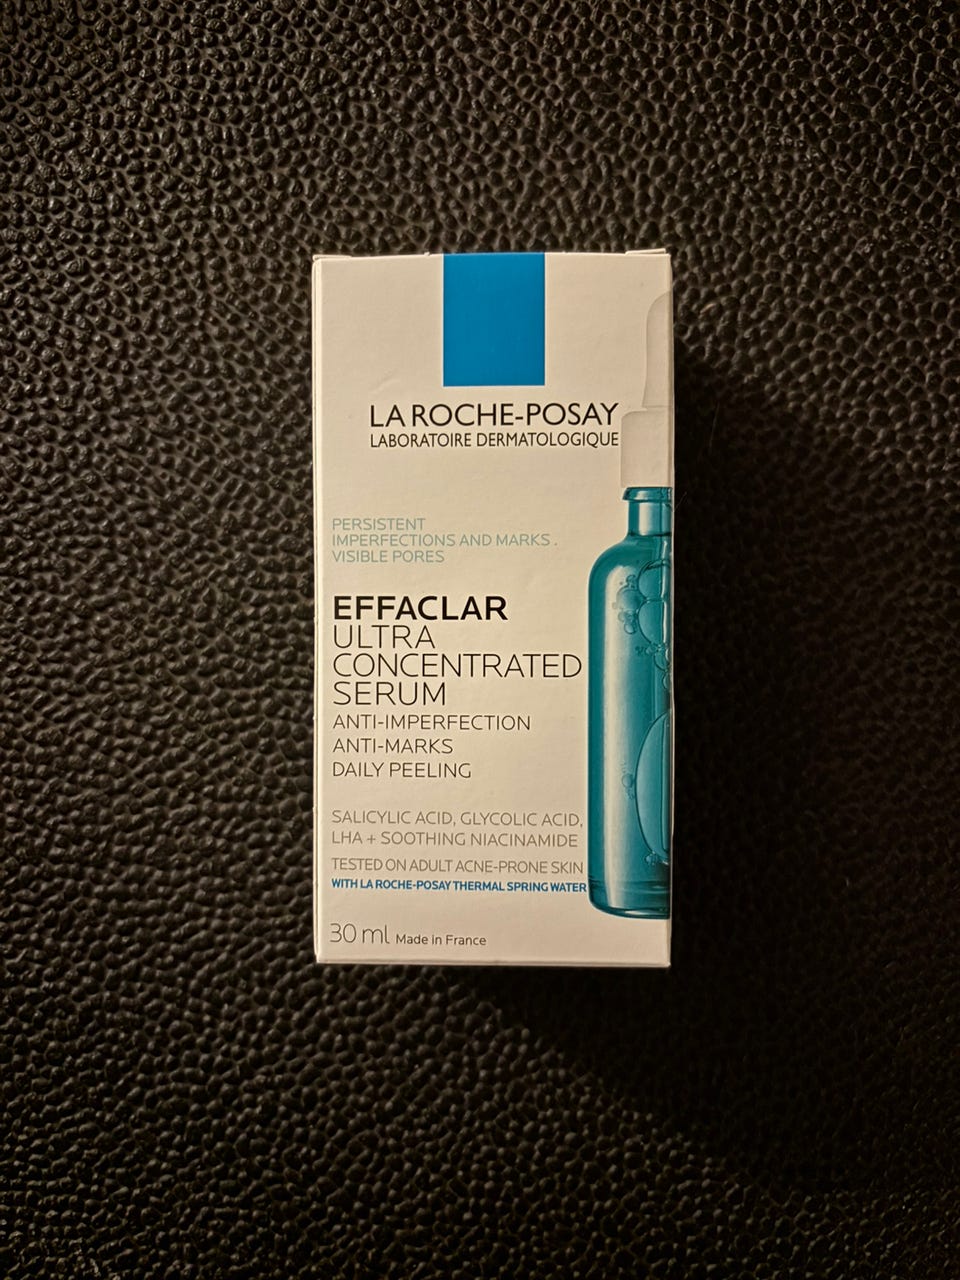 LA ROCHE-POSAY
LABORATOIRE DERMATOLOGIQUE
PERSISTENT
IMPERFECTIONS AND MARKS .
VISIBLE PORES
EFFACLAR
ULTRA
CONCENTRATED
SERUM
ANTI-IMPERFECTION
ANTI-MARKS
DAILY PEELING
SALICYLIC ACID, GLYCOLIC ACID,
LHA + SOOTHING NIACINAMIDE
TESTED ON ADULT ACNE-PRONE SKIN
WITH LA ROCHE-POSAY THERMAL SPRING WATER
30 ml Made in France